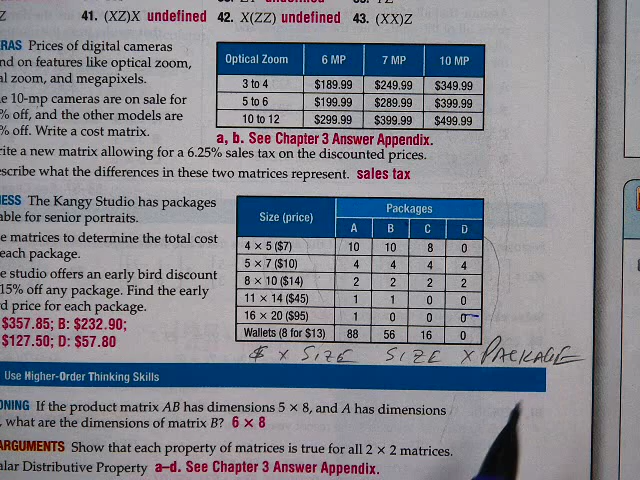 Z 41. (XZ)X undefined 42. X(ZZ) undefined 43. (XX)Z
RAS Prices of digital cameras
nd on features like optical zoom,
al zoom, and megapixels.
e 10-mp cameras are on sale for
% off, and the other models are
% off. Write a cost matrix.
Optical Zoom 6 MP 7 MP 10 MP
3 to 4 $189.99 $249.99 $349.99
5 to 6 $199.99 $289.99 $399.99
10 to 12 $299.99 $399.99 $499.99
a, b. See Chapter 3 Answer Appendix.
rite a new matrix allowing for a 6.25% sales tax on the discounted prices.
scribe what the differences in these two matrices represent. sales tax
ESS The Kangy Studio has packages
able for senior portraits.
e matrices to determine the total cost
each package.
e studio offers an early bird discount
15% off any package. Find the early
d price for each package.
$357.85; B: $232.90;
$127.50; D: $57.80
Size (price) Packages
A B C D
4 × 5 ($7) 10 10 8 0
5 × 7 ($10) 4 4 4 4
8 × 10 ($14) 2 2 2 2
11 × 14 ($45) 1 1 0 0
16 × 20 ($95) 1 0 0 0
Wallets (8 for $13) 88 56 16 0
$ × SIZE SIZE × PACKAGE
Use Higher-Order Thinking Skills
ONING If the product matrix AB has dimensions 5 × 8, and A has dimensions
, what are the dimensions of matrix B? 6 × 8
ARGUMENTS Show that each property of matrices is true for all 2 × 2 matrices.
alar Distributive Property a–d. See Chapter 3 Answer Appendix.